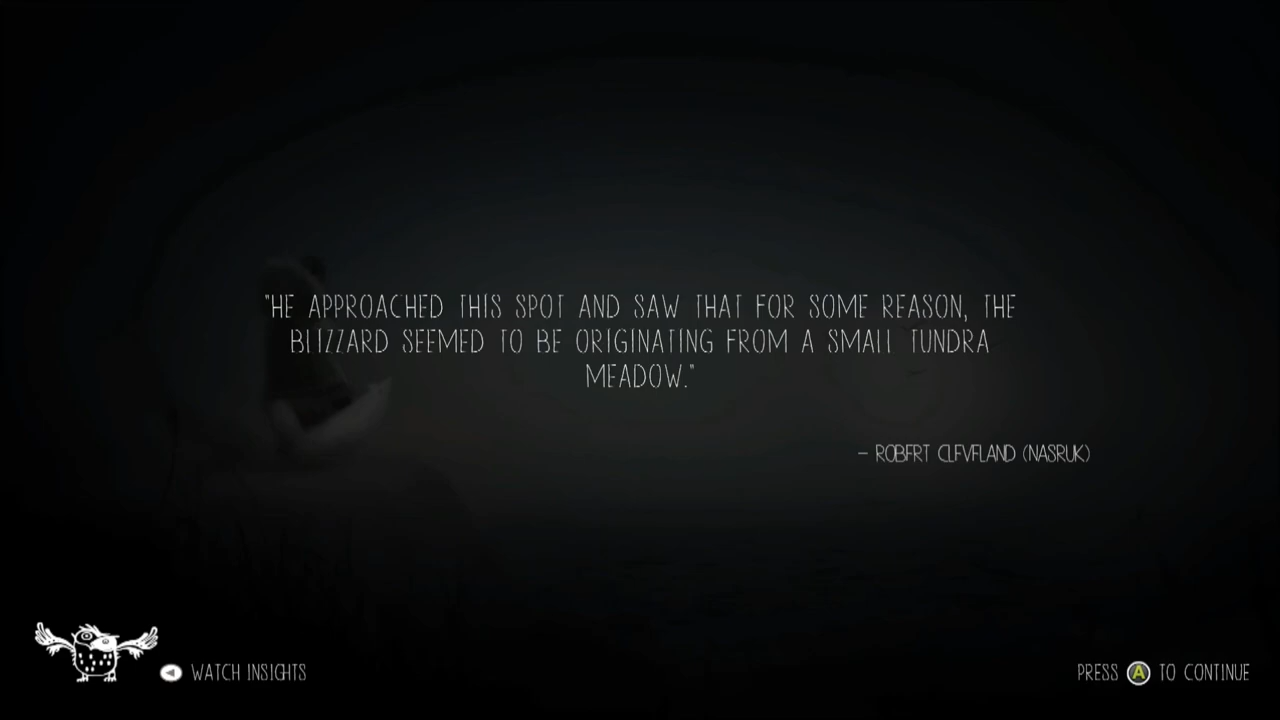 "HE APPROACHED THIS SPOT AND SAW THAT FOR SOME REASON, THE
BLIZZARD SEEMED TO BE ORIGINATING FROM A SMALL TUNDRA
MEADOW."
– ROBERT CLEVELAND (NASRUK)
WATCH INSIGHTS
PRESS A TO CONTINUE